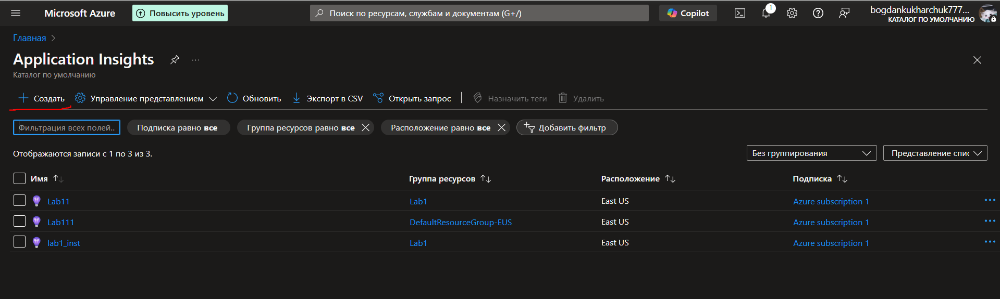 Microsoft Azure
Повысить уровень
Поиск по ресурсам, службам и документам (G+/)
Copilot
1
bogdankukharchuk777...
КАТАЛОГ ПО УМОЛЧАНИЮ
Главная
Application Insights
...
Каталог по умолчанию
Создать
Управление представлением
Обновить
Экспорт в CSV
Открыть запрос
Назначить теги
Удалить
Фильтрация всех полей..
Подписка равно все
Группа ресурсов равно все
Расположение равно все
Добавить фильтр
Отображаются записи с 1 по 3 из 3.
Без группирования
Представление спис
Имя
Группа ресурсов
Расположение
Подписка
Lab11
Lab1
East US
Azure subscription 1
Lab111
DefaultResourceGroup-EUS
East US
Azure subscription 1
lab1_inst
Lab1
East US
Azure subscription 1